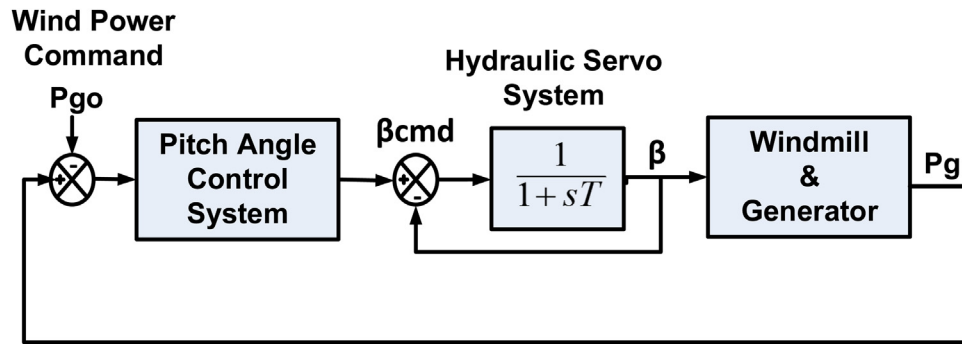 Wind Power
Command
Pgo
-
+
Pitch Angle
Control
System
βcmd
+
-
Hydraulic Servo
System
1
1+sT
β
Windmill
&
Generator
Pg